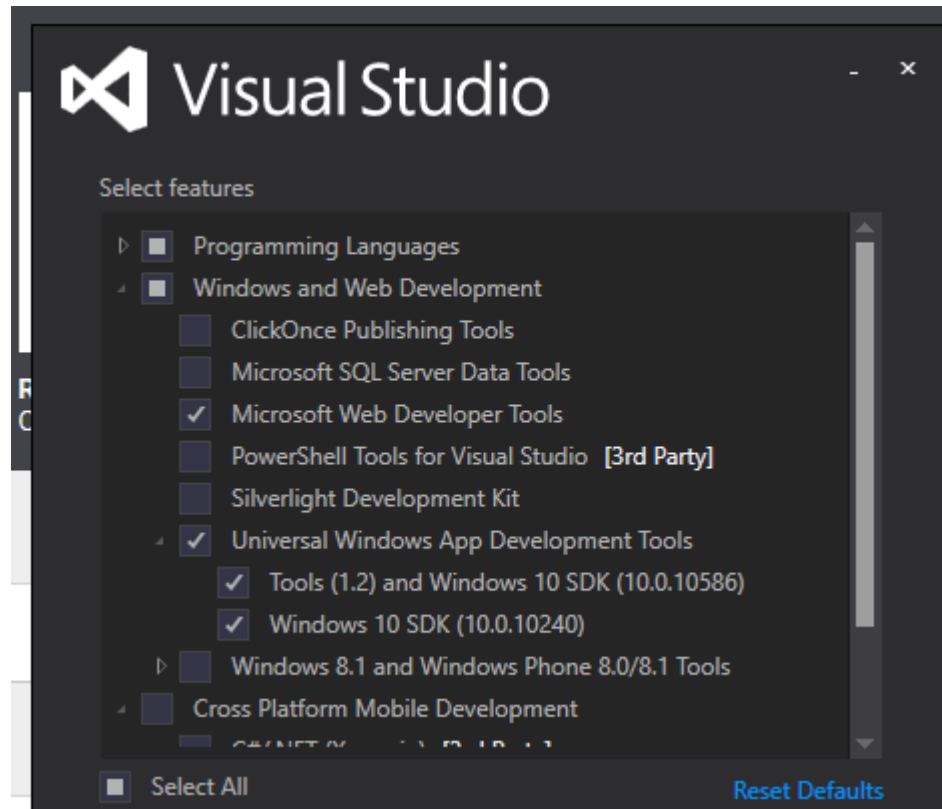 Visual Studio
Select features
Programming Languages
Windows and Web Development
ClickOnce Publishing Tools
Microsoft SQL Server Data Tools
Microsoft Web Developer Tools
PowerShell Tools for Visual Studio [3rd Party]
Silverlight Development Kit
Universal Windows App Development Tools
Tools (1.2) and Windows 10 SDK (10.0.10586)
Windows 10 SDK (10.0.10240)
Windows 8.1 and Windows Phone 8.0/8.1 Tools
Cross Platform Mobile Development
Select All
Reset Defaults